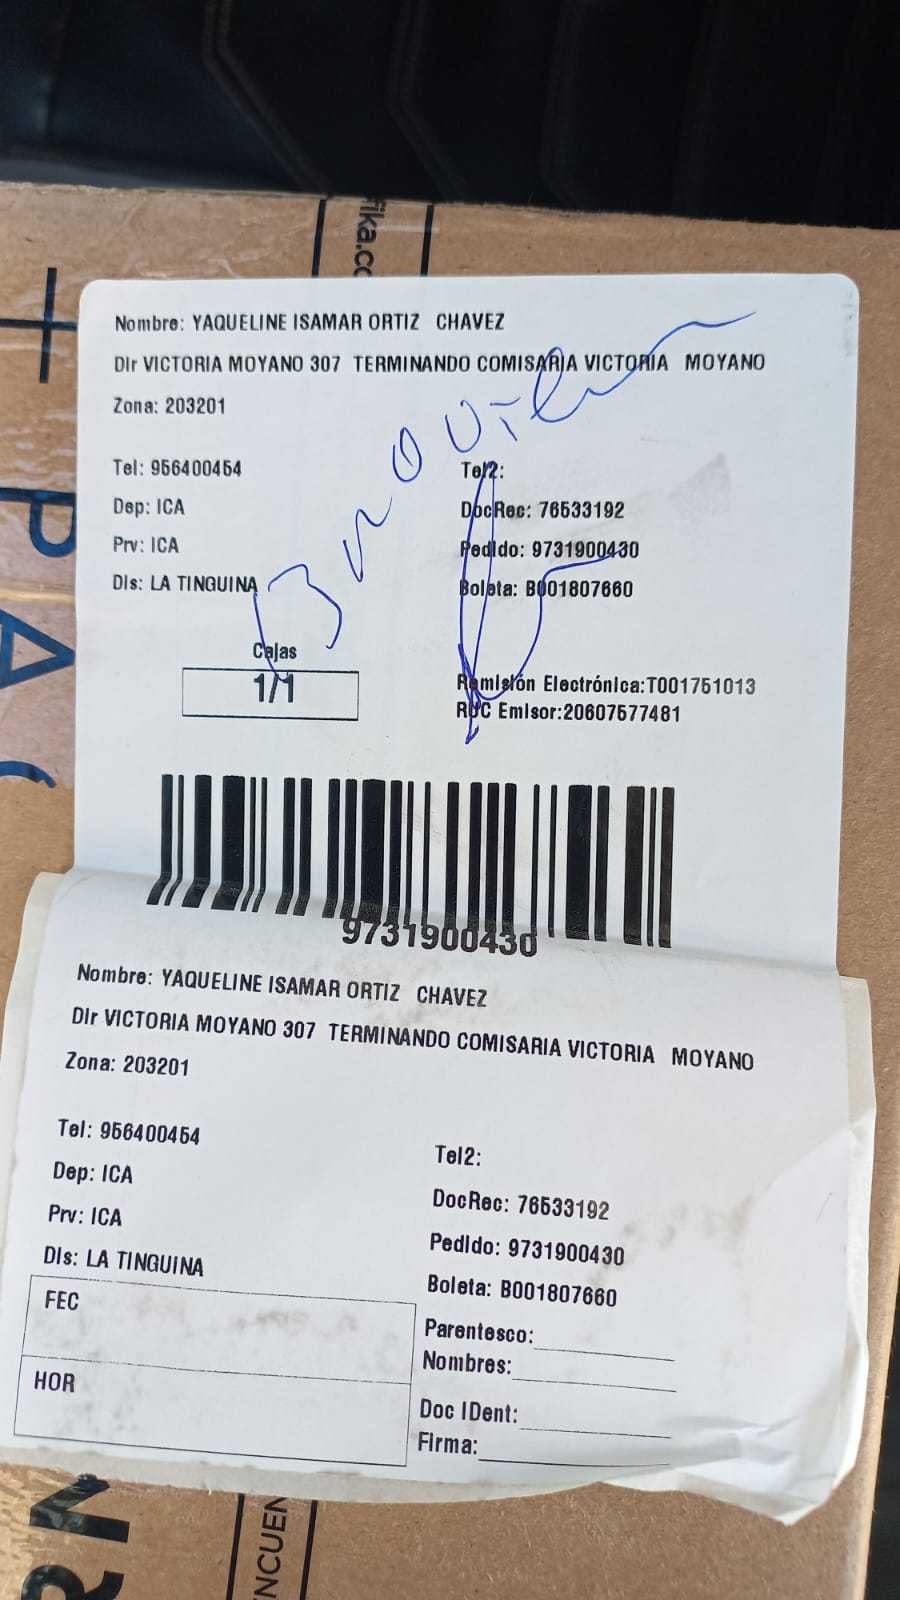 fika.co
Nombre: YAQUELINE ISAMAR ORTIZ CHAVEZ
Dir VICTORIA MOYANO 307 TERMINANDO COMISARIA VICTORIA MOYANO
Zona: 203201
Tel: 956400454
Tel2:
Dep: ICA
DocRec: 76533192
Prv: ICA
Pedido: 9731900430
Dis: LA TINGUINA
Boleta: B001807660
Cajas
1/1
Remisión Electrónica:T001751013
RUC Emisor:20607577481
9731900430
Nombre: YAQUELINE ISAMAR ORTIZ CHAVEZ
Dir VICTORIA MOYANO 307 TERMINANDO COMISARIA VICTORIA MOYANO
Zona: 203201
Tel: 956400454
Tel2:
Dep: ICA
DocRec: 76533192
Prv: ICA
Pedido: 9731900430
Dis: LA TINGUINA
Boleta: B001807660
FEC
Parentesco:
Nombres:
HOR
Doc IDent:
Firma:
NCUEN